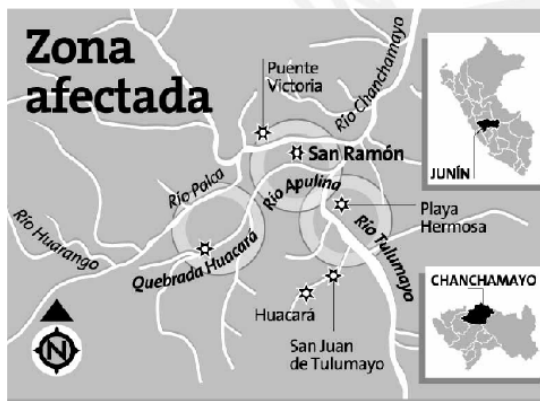 Zona
afectada
Puente
Victoria
Río Chanchamayo
San Ramón
JUNÍN
Río Palca
Río Apulina
Río Huarango
Quebrada Huacará
Playa
Hermosa
Río Tulumayo
Huacará
San Juan
de Tulumayo
CHANCHAMAYO
N